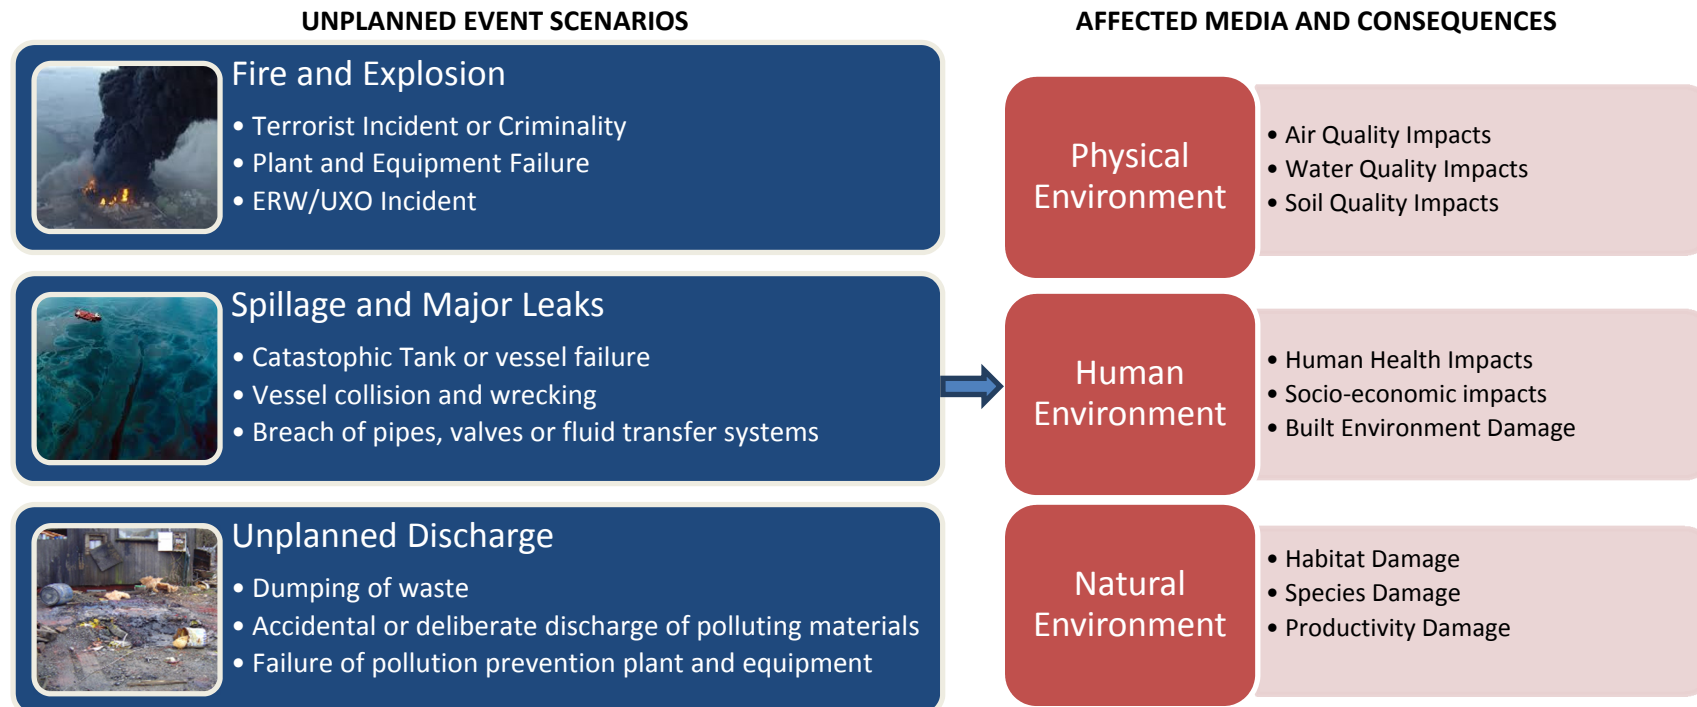 UNPLANNED EVENT SCENARIOS
Fire and Explosion
• Terrorist Incident or Criminality
• Plant and Equipment Failure
• ERW/UXO Incident
Spillage and Major Leaks
• Catastophic Tank or vessel failure
• Vessel collision and wrecking
• Breach of pipes, valves or fluid transfer systems
Unplanned Discharge
• Dumping of waste
• Accidental or deliberate discharge of polluting materials
• Failure of pollution prevention plant and equipment
AFFECTED MEDIA AND CONSEQUENCES
Physical
Environment
• Air Quality Impacts
• Water Quality Impacts
• Soil Quality Impacts
Human
Environment
• Human Health Impacts
• Socio-economic impacts
• Built Environment Damage
Natural
Environment
• Habitat Damage
• Species Damage
• Productivity Damage